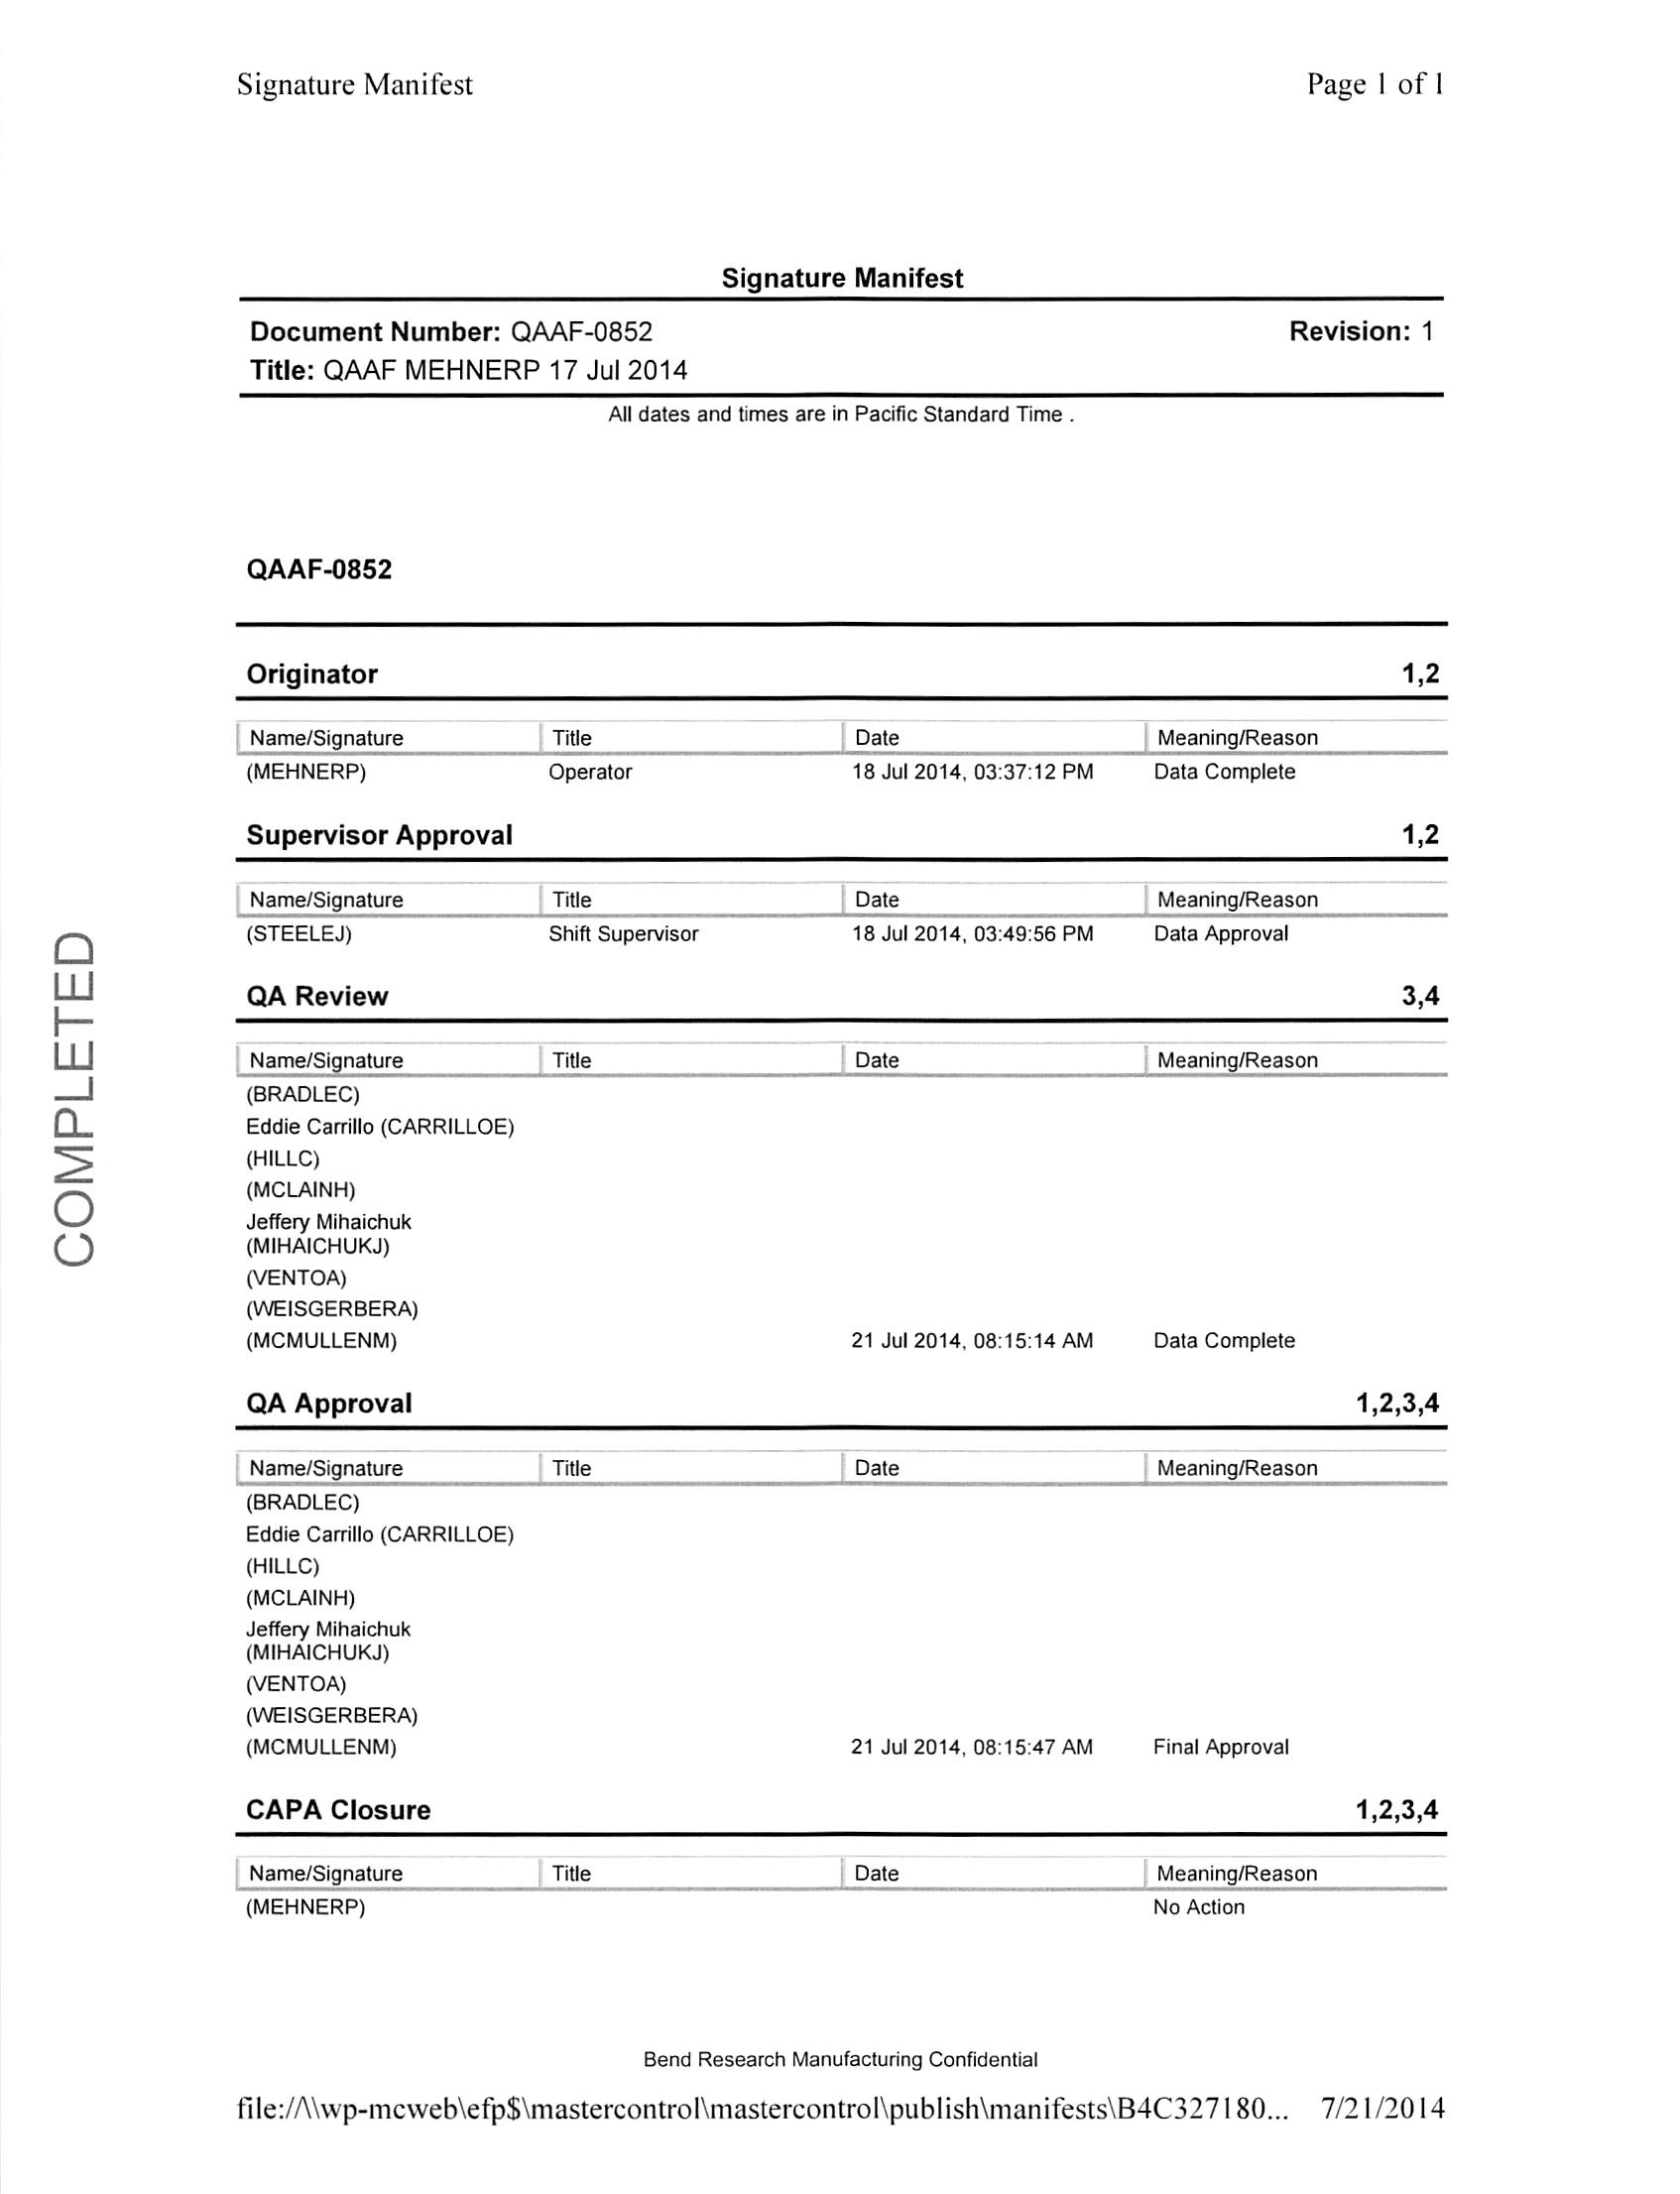 Signature Manifest Page 1 of 1
Signature Manifest
Document Number: QAAF-0852 Revision: 1
Title: QAAF MEHNERP 17 Jul 2014
All dates and times are in Pacific Standard Time .
QAAF-0852
Originator 1,2
Name/Signature Title Date Meaning/Reason
(MEHNERP) Operator 18 Jul 2014, 03:37:12 PM Data Complete
Supervisor Approval 1,2
Name/Signature Title Date Meaning/Reason
(STEELEJ) Shift Supervisor 18 Jul 2014, 03:49:56 PM Data Approval
QA Review 3,4
Name/Signature Title Date Meaning/Reason
(BRADLEC)
Eddie Carrillo (CARRILLOE)
(HILLC)
(MCLAINH)
Jeffery Mihaichuk
(MIHAICHUKJ)
(VENTOA)
(WEISGERBERA)
(MCMULLENM) 21 Jul 2014, 08:15:14 AM Data Complete
QA Approval 1,2,3,4
Name/Signature Title Date Meaning/Reason
(BRADLEC)
Eddie Carrillo (CARRILLOE)
(HILLC)
(MCLAINH)
Jeffery Mihaichuk
(MIHAICHUKJ)
(VENTOA)
(WEISGERBERA)
(MCMULLENM) 21 Jul 2014, 08:15:47 AM Final Approval
CAPA Closure 1,2,3,4
Name/Signature Title Date Meaning/Reason
(MEHNERP) No Action
Bend Research Manufacturing Confidential
file://\\wp-mcweb\efp$\mastercontrol\mastercontrol\publish\manifests\B4C327180... 7/21/2014
COMPLETED